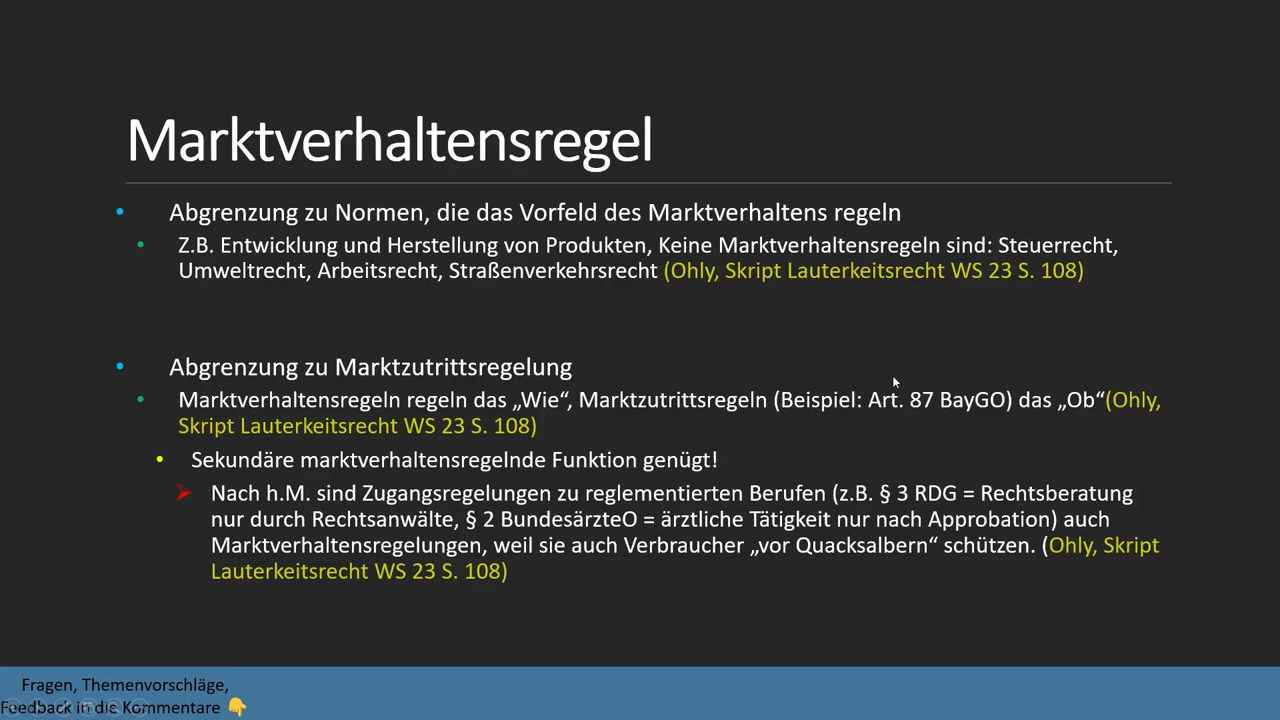 Marktverhaltensregel
Abgrenzung zu Normen, die das Vorfeld des Marktverhaltens regeln
Z.B. Entwicklung und Herstellung von Produkten, Keine Marktverhaltensregeln sind: Steuerrecht,
Umweltrecht, Arbeitsrecht, Straßenverkehrsrecht (Ohly, Skript Lauterkeitsrecht WS 23 S. 108)
Abgrenzung zu Marktzutrittsregelung
Marktverhaltensregeln regeln das „Wie“, Marktzutrittsregeln (Beispiel: Art. 87 BayGO) das „Ob“(Ohly,
Skript Lauterkeitsrecht WS 23 S. 108)
Sekundäre marktverhaltensregelnde Funktion genügt!
Nach h.M. sind Zugangsregelungen zu reglementierten Berufen (z.B. § 3 RDG = Rechtsberatung
nur durch Rechtsanwälte, § 2 BundesärzteO = ärztliche Tätigkeit nur nach Approbation) auch
Marktverhaltensregelungen, weil sie auch Verbraucher „vor Quacksalbern“ schützen. (Ohly, Skript
Lauterkeitsrecht WS 23 S. 108)
Fragen, Themenvorschläge,
Feedback in die Kommentare 👇